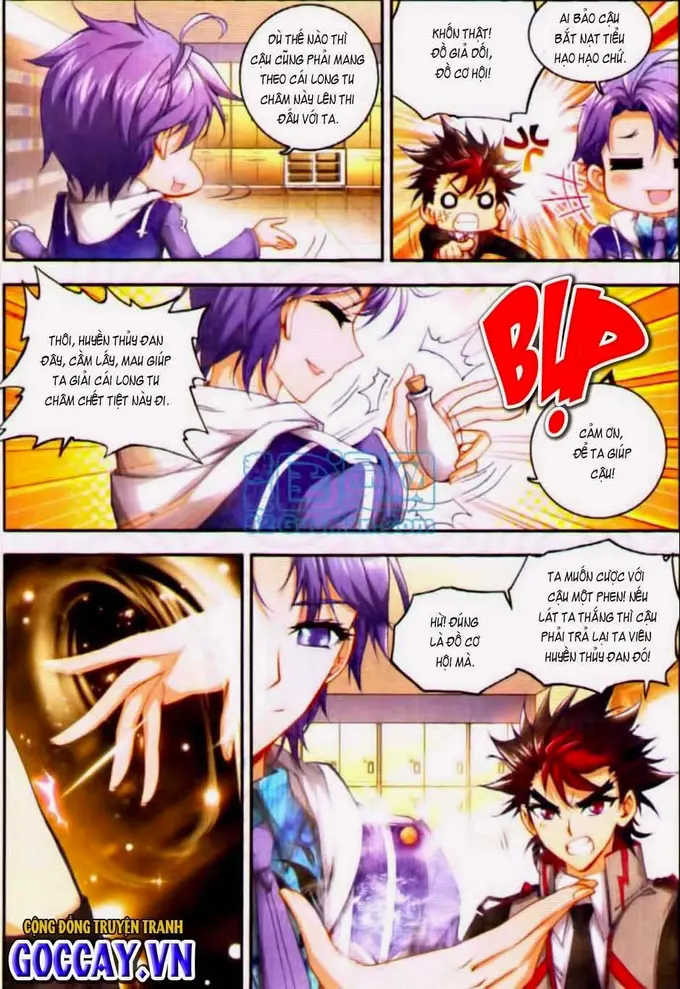 DÙ THẾ NÀO THÌ
CẬU CŨNG PHẢI MANG
THEO CÁI LONG TU
CHÂM NÀY LÊN THI
ĐẤU VỚI TA.
KHỐN THẬT!
ĐỒ GIẢ DỐI,
ĐỒ CƠ HỘI!
AI BẢO CẬU
BẮT NẠT TIỂU
HẠO HẠO CHỨ.
THÔI, HUYỀN THỦY ĐAN
ĐÂY, CẦM LẤY, MAU GIÚP
TA GIẢI CÁI LONG TU
CHÂM CHẾT TIỆT NÀY ĐI.
BỤP
CẢM ƠN,
ĐỂ TA GIÚP
CẬU!
HỪ! ĐÚNG
LÀ ĐỒ CƠ
HỘI MÀ.
TA MUỐN CƯỢC VỚI
CẬU MỘT PHEN! NẾU
LÁT TA THẮNG THÌ CẬU
PHẢI TRẢ LẠI TA VIÊN
HUYỀN THỦY ĐAN ĐÓ!
CỘNG ĐỒNG TRUYỆN TRANH
GOCCAY.VN